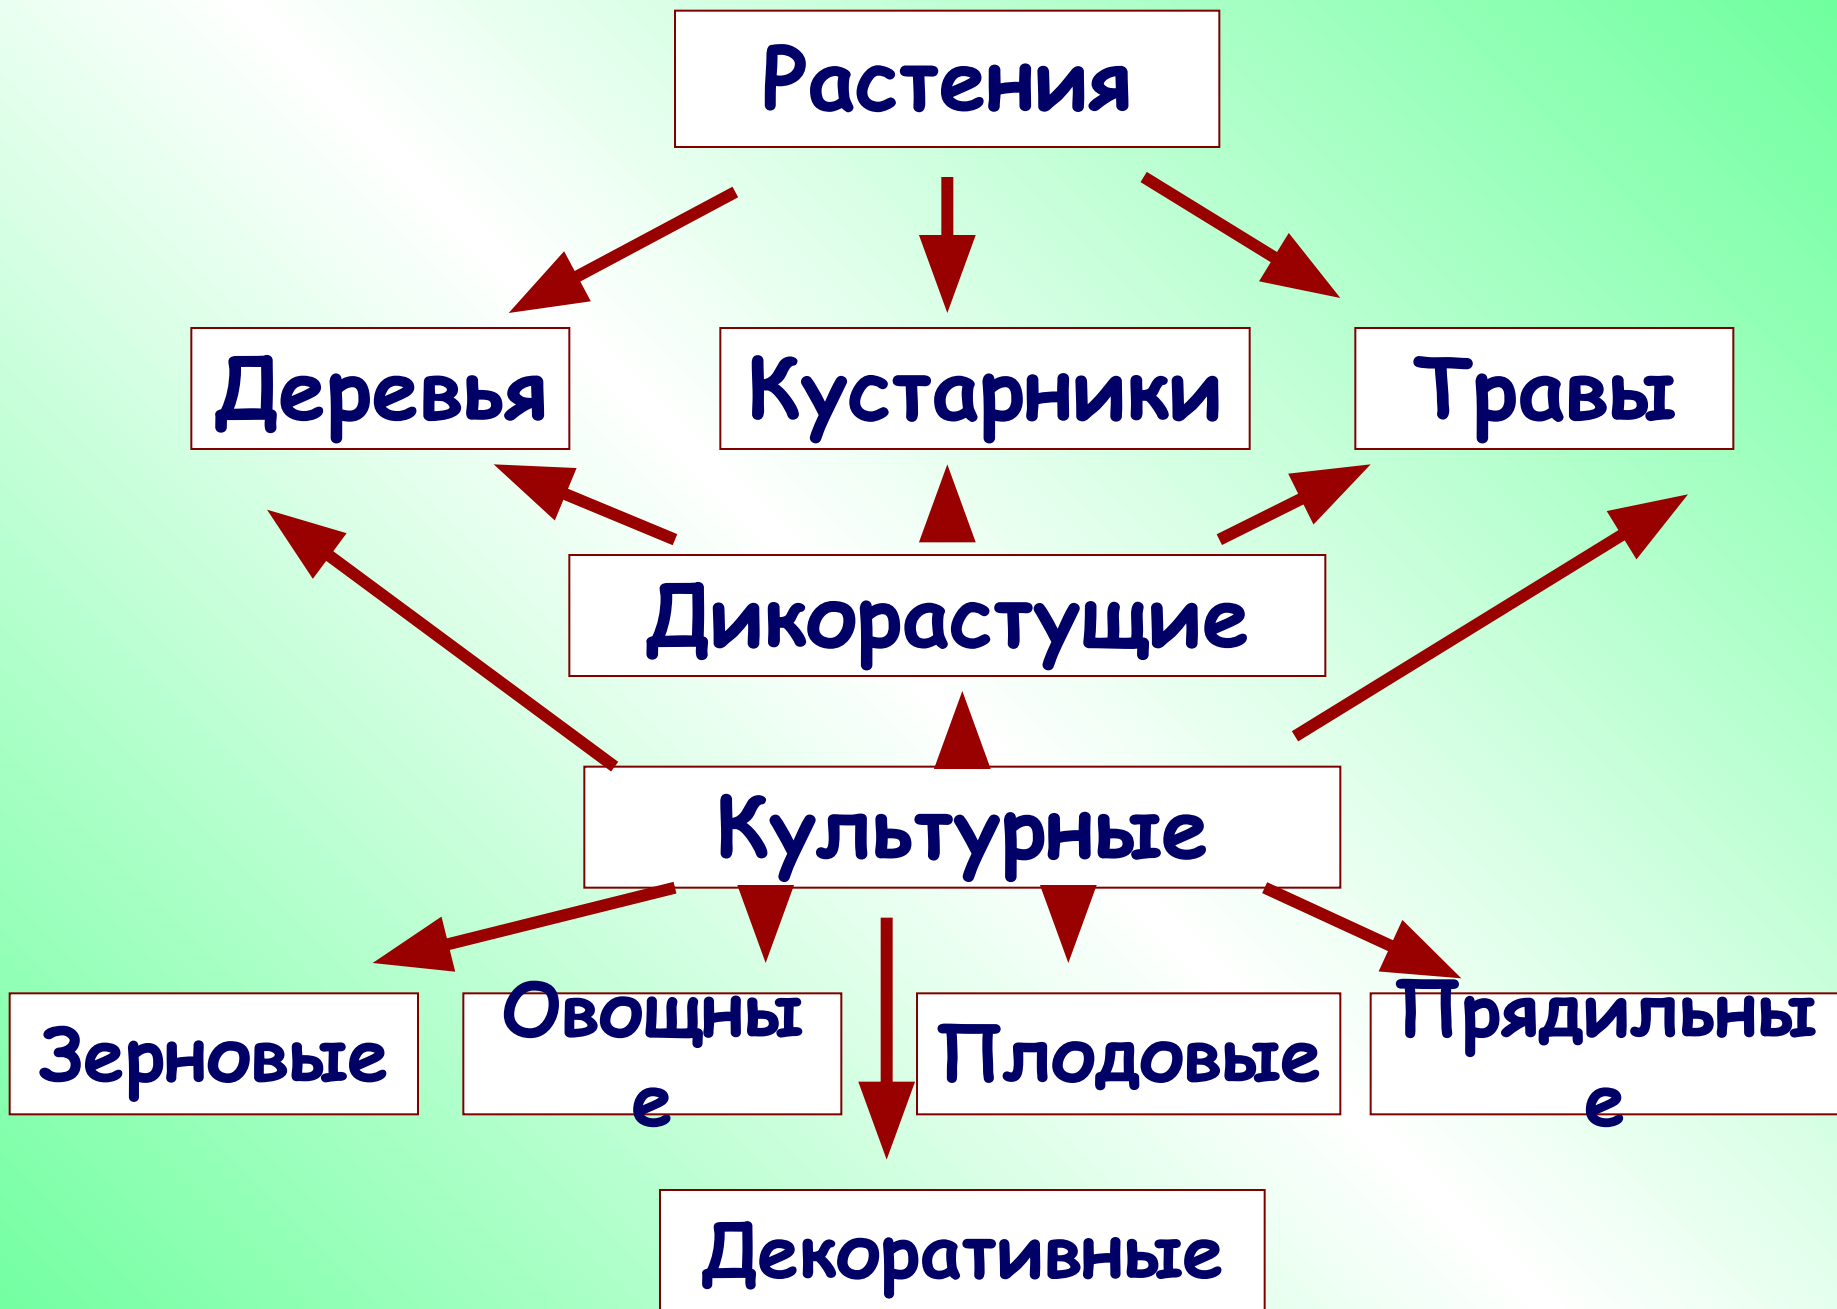 Растения
Деревья
Кустарники
Травы
Дикорастущие
Культурные
Зерновые
Овощны
е
Плодовые
Прядильны
е
Декоративные